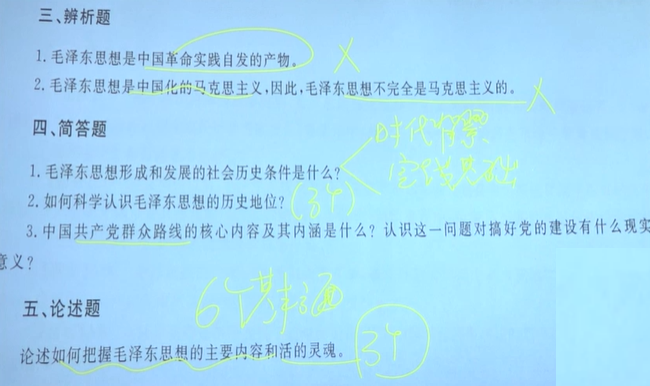 三、辨析题
1.毛泽东思想是中国革命实践自发的产物。 X
2.毛泽东思想是中国化的马克思主义,因此,毛泽东思想不完全是马克思主义的。 X
四、简答题
时代背景
1.毛泽东思想形成和发展的社会历史条件是什么?
实践基础
2.如何科学认识毛泽东思想的历史地位? (3个)
3.中国共产党群众路线的核心内容及其内涵是什么?认识这一问题对搞好党的建设有什么现实
意义?
五、论述题
6个
论述如何把握毛泽东思想的主要内容和活的灵魂。 3个